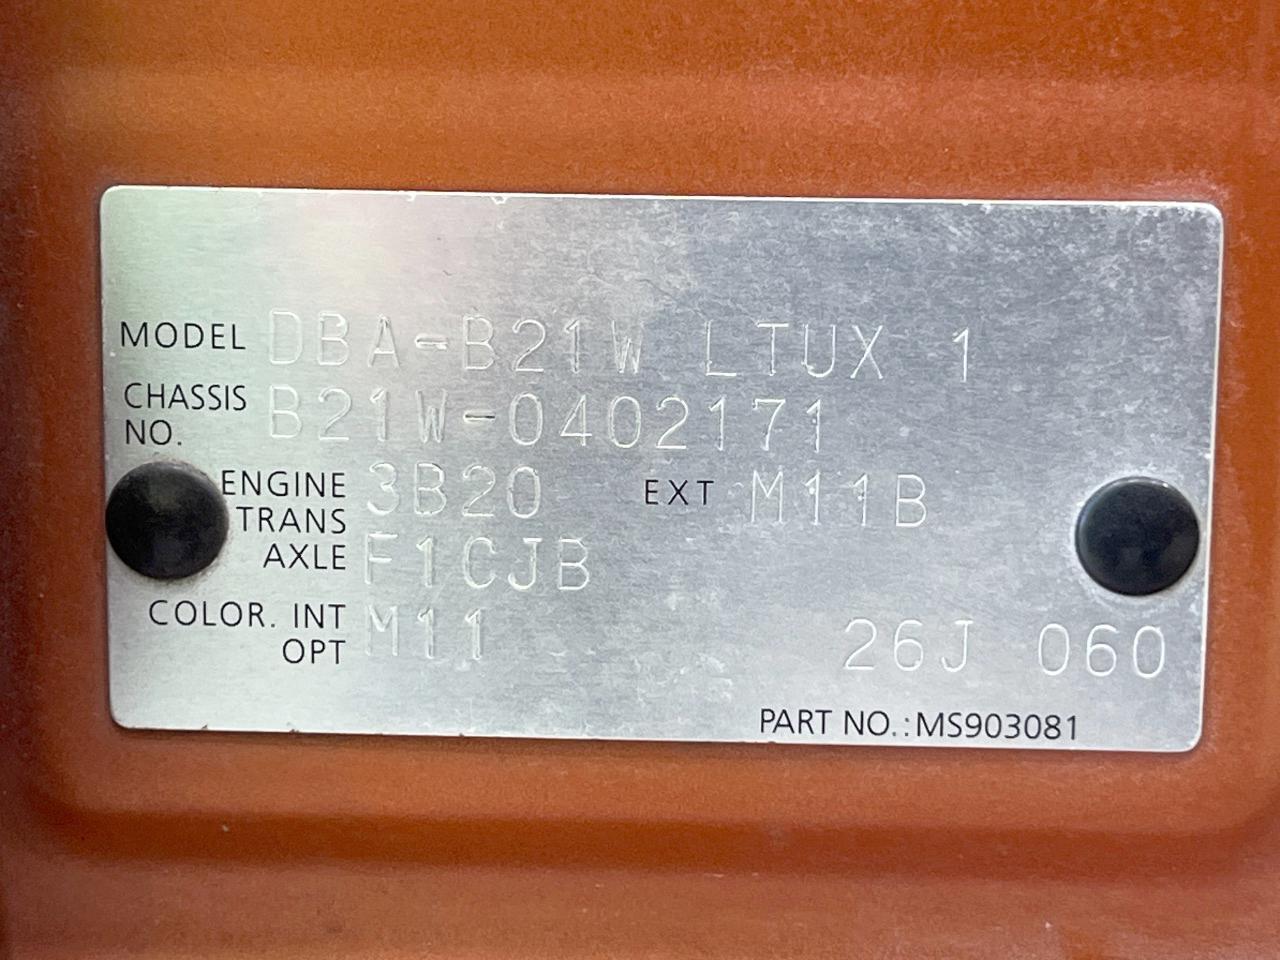 MODEL DBA-B21W LTUX 1
CHASSIS NO. B21W-0402171
ENGINE 3B20 EXT M11B
TRANS AXLE F1CJB
COLOR. INT OPT M11 26J 060
PART NO.:MS903081